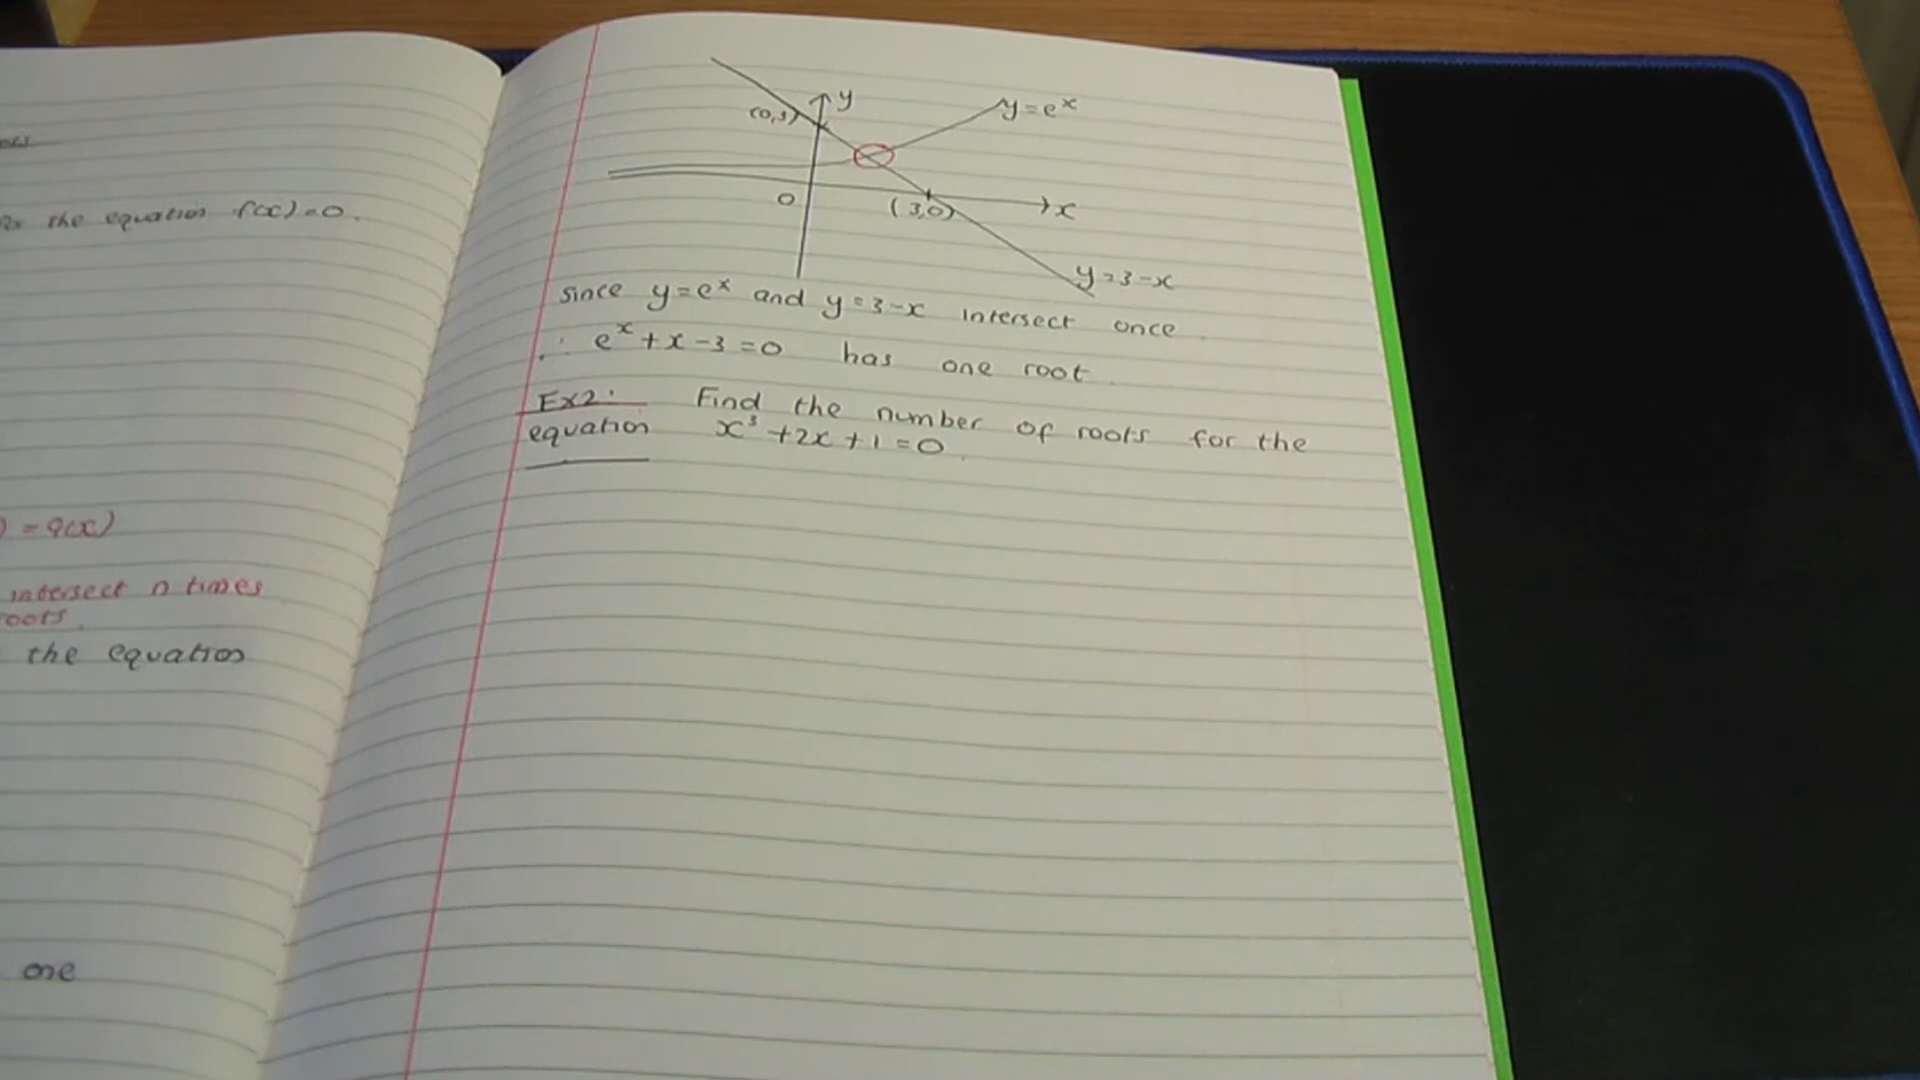 the equation f(x)=0.
= g(x)
intersect n times
roots.
the equation
one
y
(0,3)
y=e^x
0
(3,0)
x
y=3-x
since y=e^x and y=3-x intersect once.
∴ e^x+x-3=0 has one root.
Ex2: Find the number of roots for the
equation x³+2x+1=0.